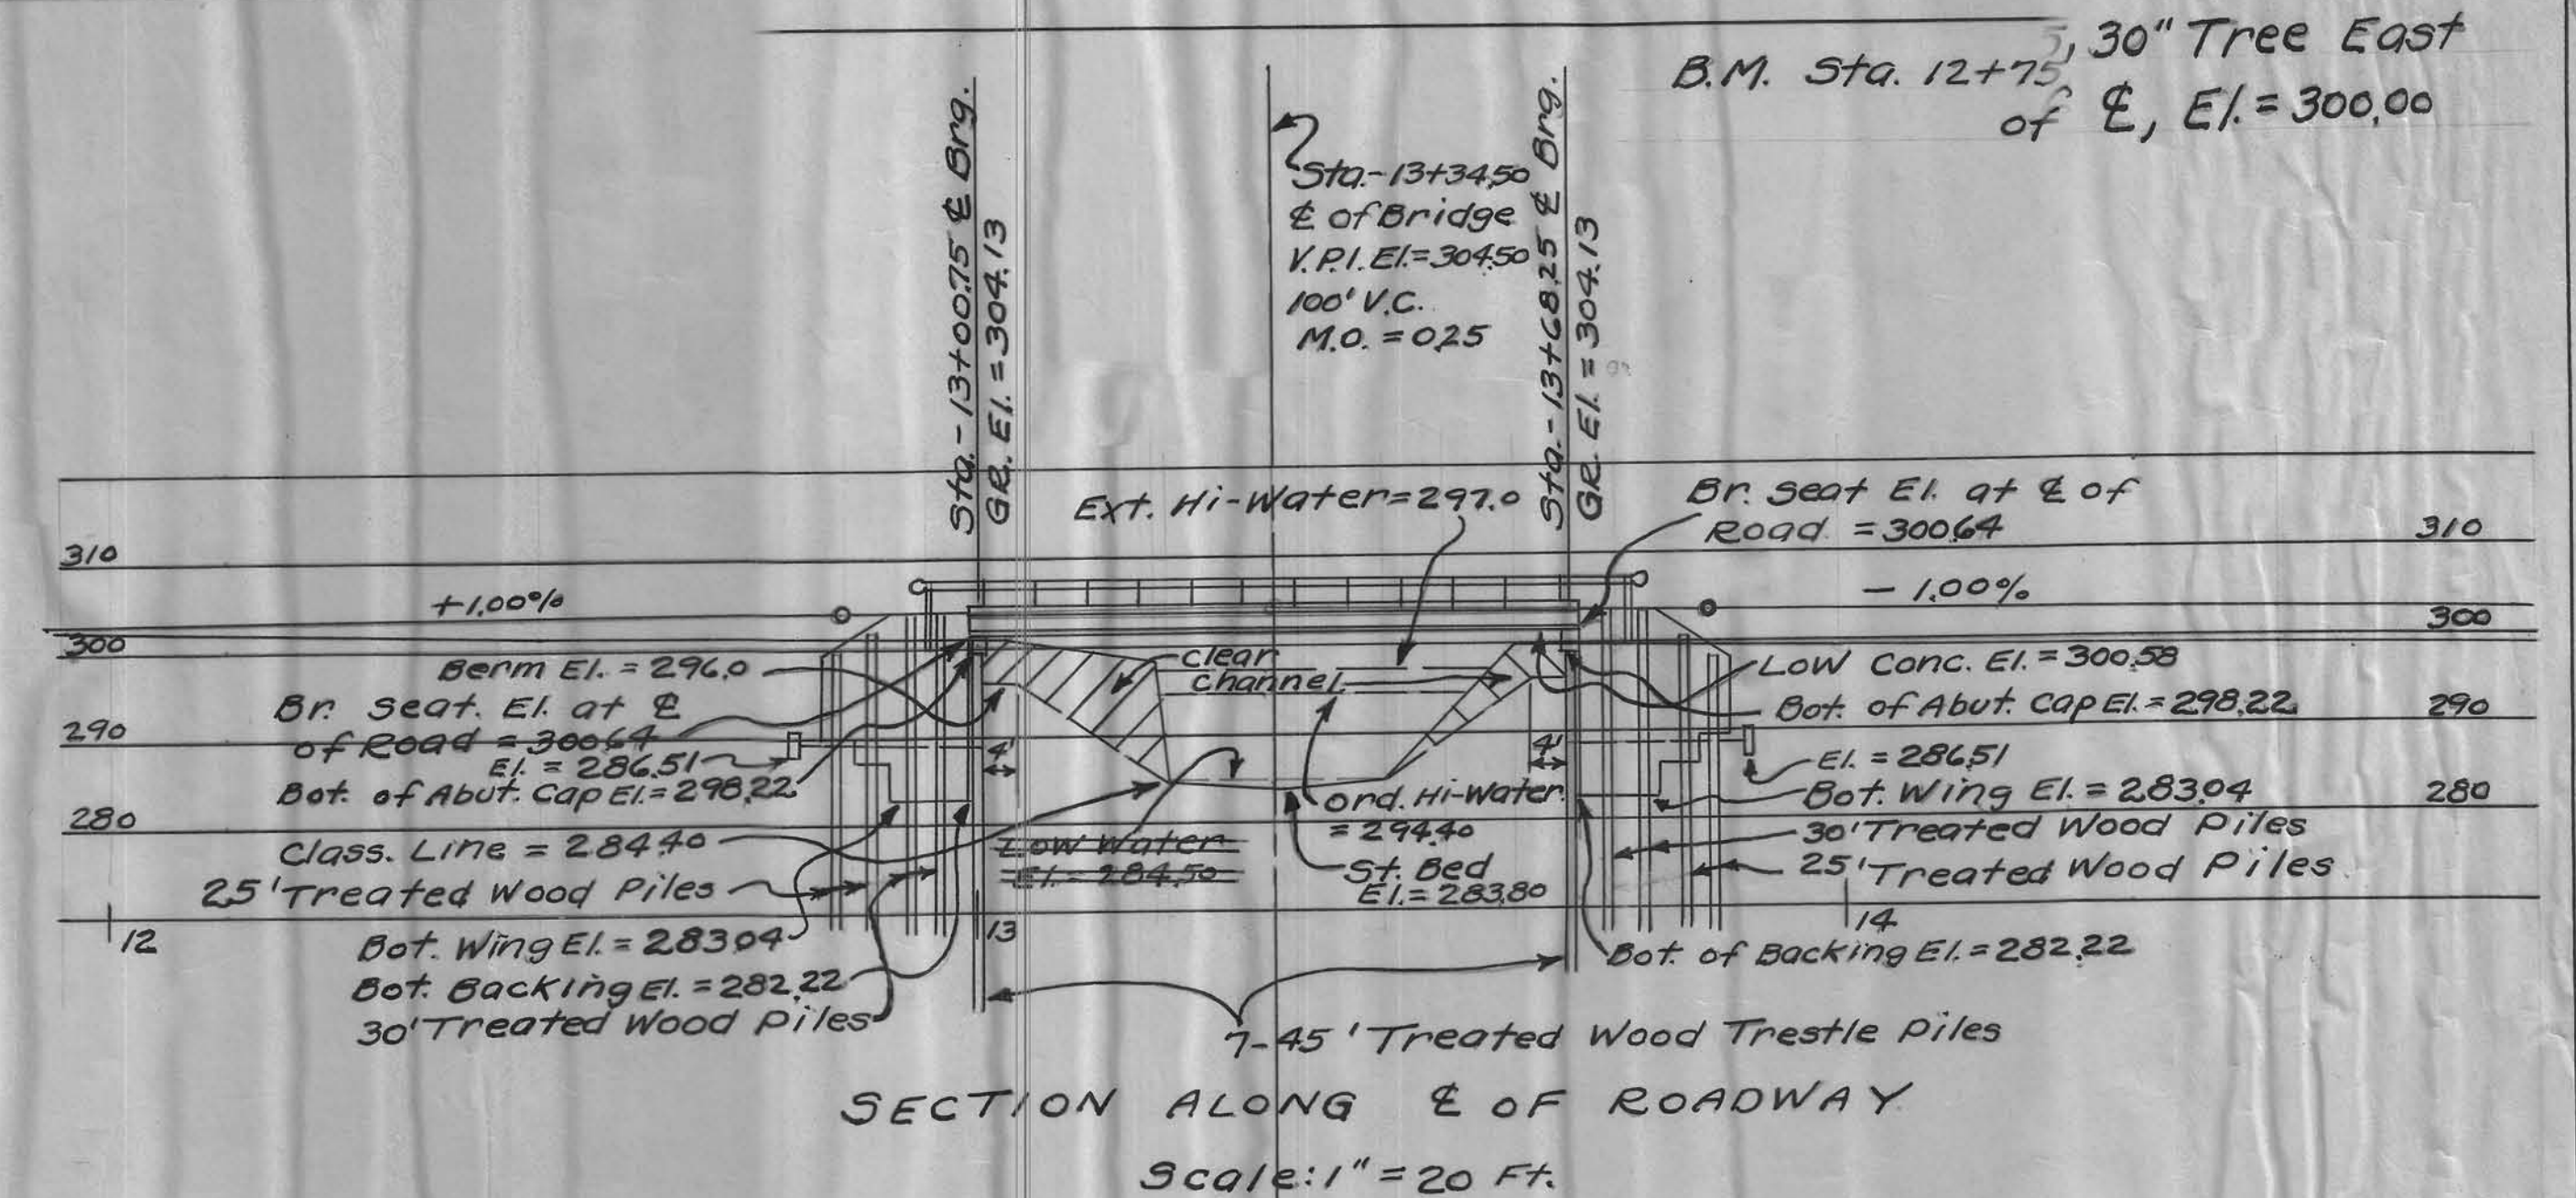 B.M. Sta. 12+75, 30" Tree East
of ℄, El. = 300.00
Sta.- 13+00.75 ℄ Brg.
GR. El. = 304.13
Sta.- 13+34.50
℄ of Bridge
V.P.I. El. = 304.50
100' V.C.
M.O. = 0.25
Sta.- 13+68.25 ℄ Brg.
GR. El. = 304.13
Ext. Hi-Water = 297.0
Br. Seat El. at ℄ of
Road = 300.64
310
310
+1.00%
- 1.00%
300
300
Berm El. = 296.0
Clear
Channel
Low Conc. El. = 300.58
Br. Seat. El. at ℄
of Road = 300.64
Bot. of Abut. Cap El. = 298.22
290
290
El. = 286.51
4'
4'
El. = 286.51
Bot. of Abut. Cap El. = 298.22
Ord. Hi-Water
= 294.40
Bot. Wing El. = 283.04
280
280
Class. Line = 284.40
Low Water
El. = 284.50
St. Bed
El. = 283.80
30' Treated Wood Piles
25' Treated Wood Piles
25' Treated Wood Piles
12
13
14
Bot. Wing El. = 283.04
Bot. Backing El. = 282.22
30' Treated Wood Piles
Bot. of Backing El. = 282.22
7-45' Treated Wood Trestle Piles
SECTION ALONG ℄ OF ROADWAY
Scale: 1" = 20 Ft.